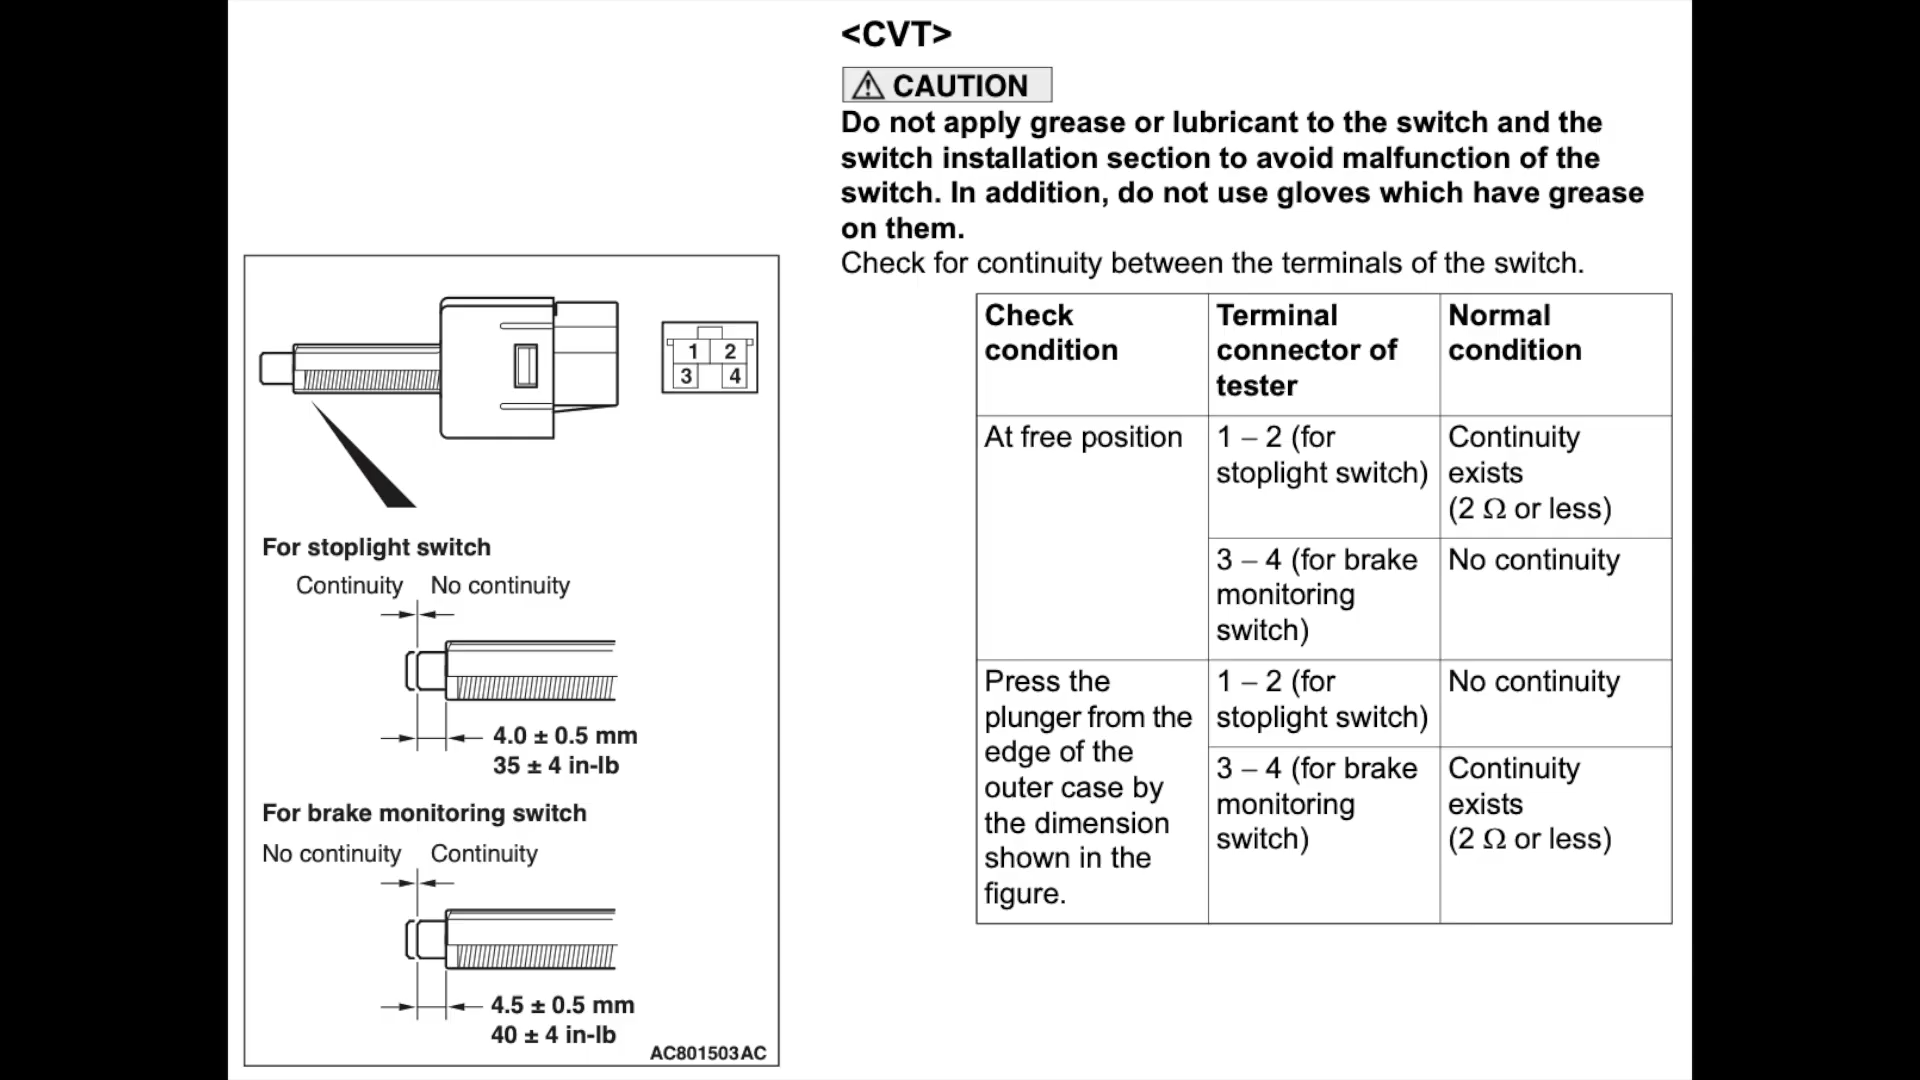 <CVT>
CAUTION
Do not apply grease or lubricant to the switch and the
switch installation section to avoid malfunction of the
switch. In addition, do not use gloves which have grease
on them.
Check for continuity between the terminals of the switch.
1 2
3 4
For stoplight switch
Continuity No continuity
4.0 ± 0.5 mm
35 ± 4 in-lb
For brake monitoring switch
No continuity Continuity
4.5 ± 0.5 mm
40 ± 4 in-lb
AC801503AC
Check
condition
Terminal
connector of
tester
Normal
condition
At free position
1 – 2 (for
stoplight switch)
Continuity
exists
(2 Ω or less)
3 – 4 (for brake
monitoring
switch)
No continuity
Press the
plunger from the
edge of the
outer case by
the dimension
shown in the
figure.
1 – 2 (for
stoplight switch)
No continuity
3 – 4 (for brake
monitoring
switch)
Continuity
exists
(2 Ω or less)